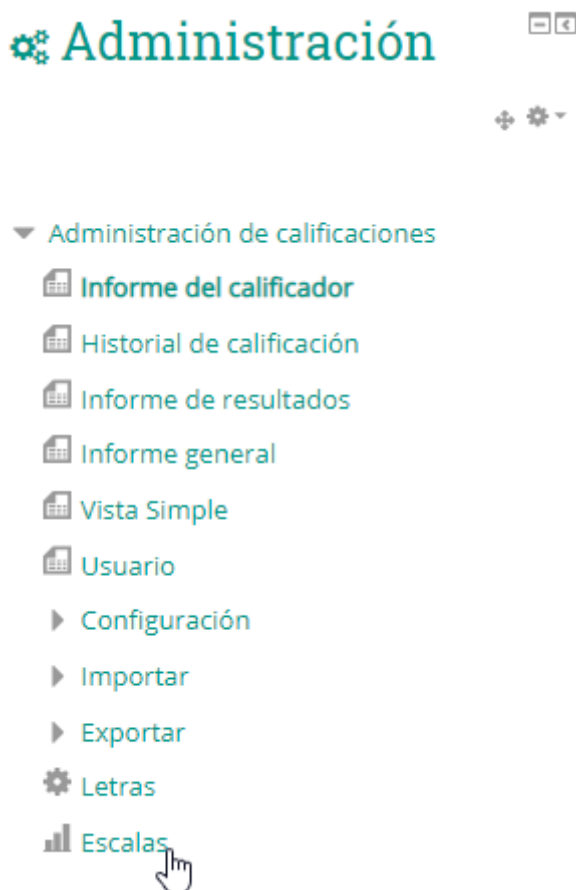 Administración
Administración de calificaciones
Informe del calificador
Historial de calificación
Informe de resultados
Informe general
Vista Simple
Usuario
Configuración
Importar
Exportar
Letras
Escalas